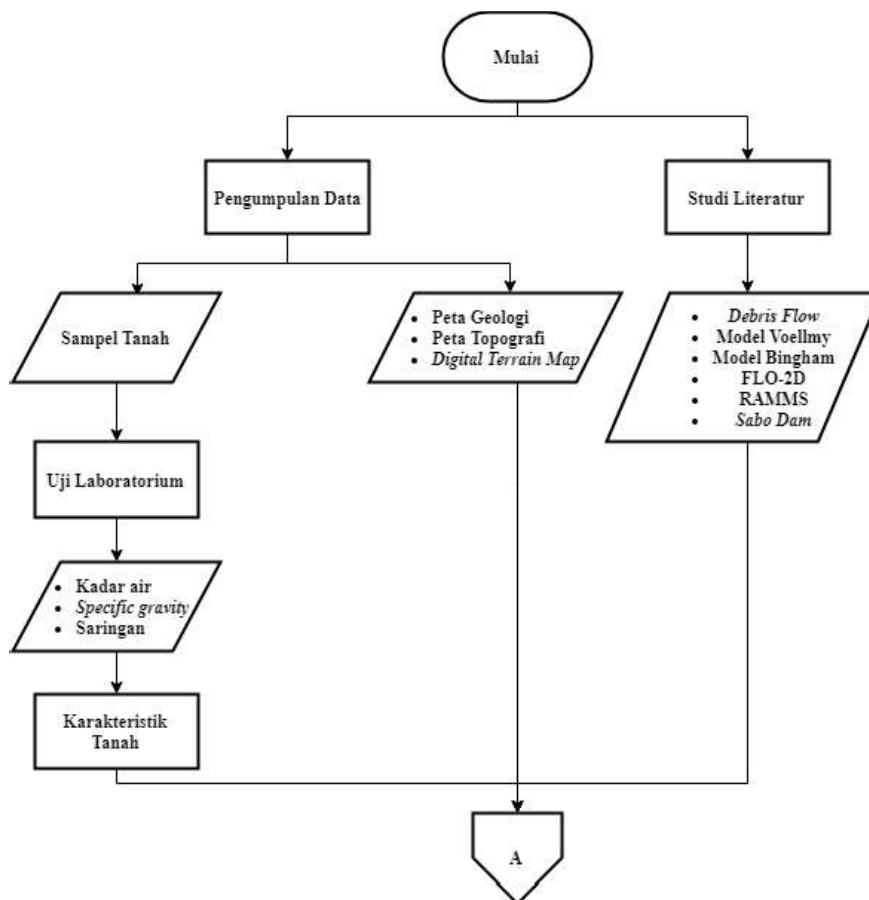 Mulai
Pengumpulan Data
Studi Literatur
Sampel Tanah
• Peta Geologi
• Peta Topografi
• Digital Terrain Map
• Debris Flow
• Model Voellmy
• Model Bingham
• FLO-2D
• RAMMS
• Sabo Dam
Uji Laboratorium
• Kadar air
• Specific gravity
• Saringan
Karakteristik
Tanah
A